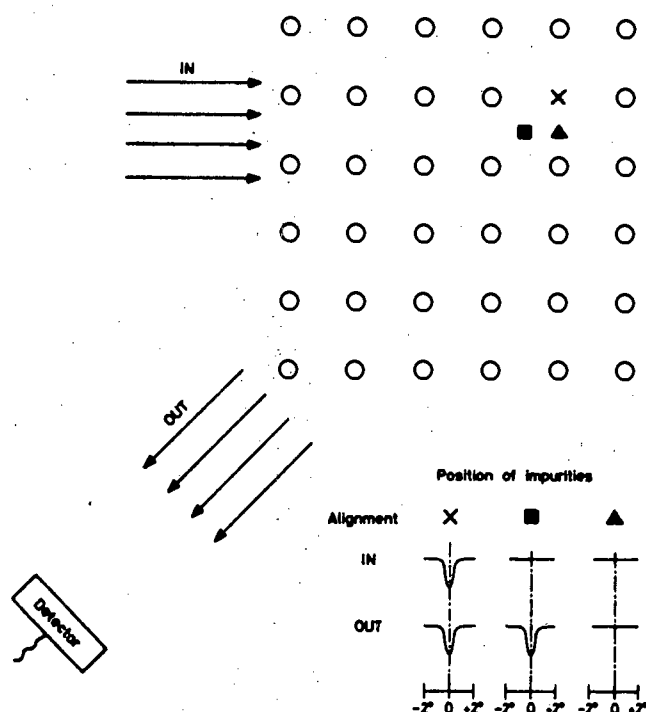 IN
OUT
Detector
Position of impurities
Alignment
IN
OUT
-2° 0 +2° -2° 0 +2° -2° 0 +2°